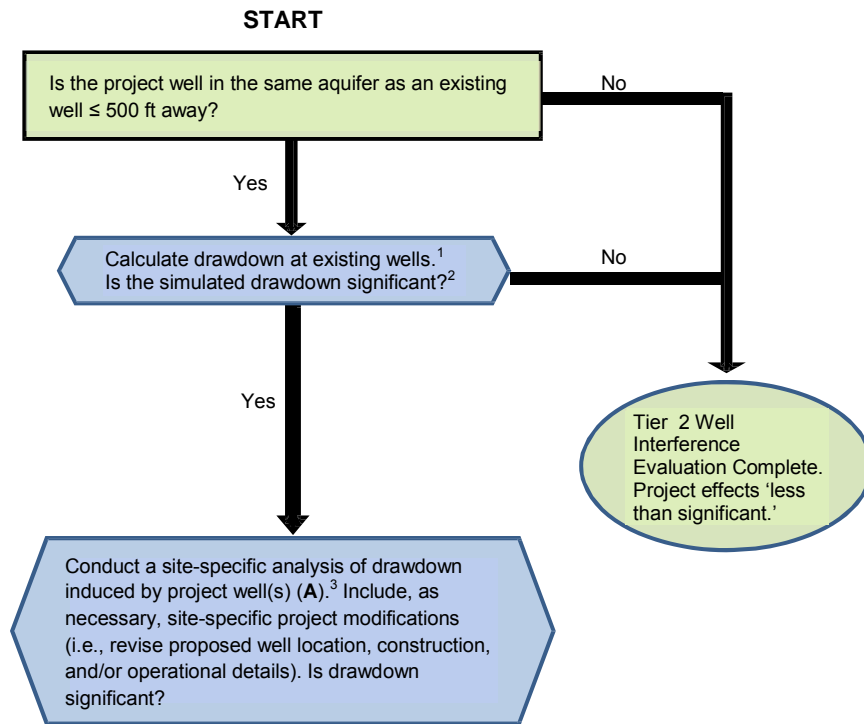 START
Is the project well in the same aquifer as an existing
well ≤ 500 ft away?
No
Yes
Calculate drawdown at existing wells.¹
Is the simulated drawdown significant?²
No
Yes
Tier 2 Well
Interference
Evaluation Complete.
Project effects ‘less
than significant.’
Conduct a site-specific analysis of drawdown
induced by project well(s) (A).³ Include, as
necessary, site-specific project modifications
(i.e., revise proposed well location, construction,
and/or operational details). Is drawdown
significant?